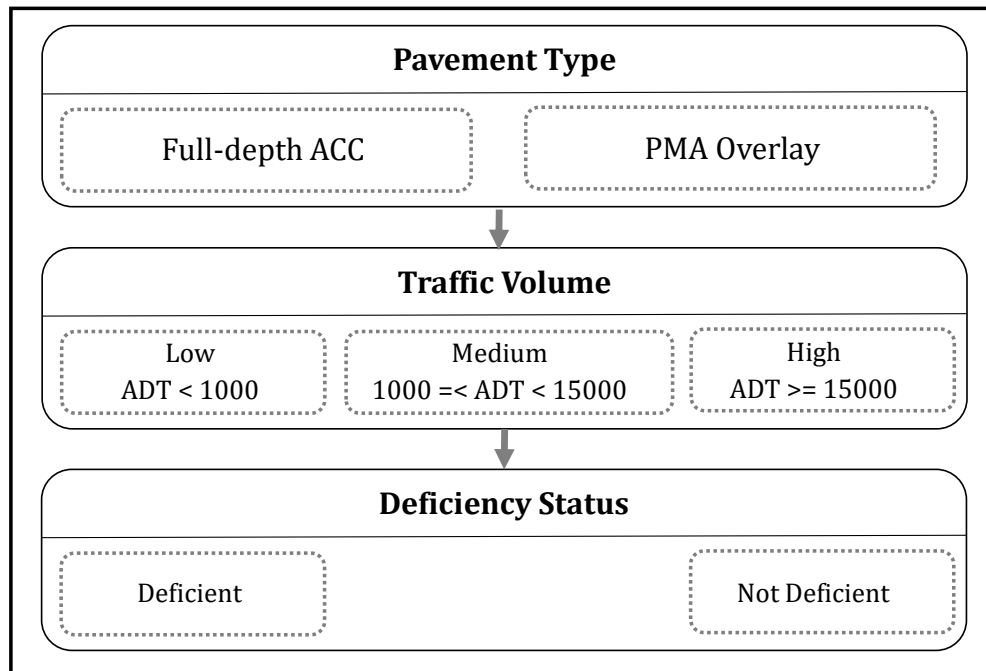 Pavement Type
Full-depth ACC
PMA Overlay
Traffic Volume
Low
ADT < 1000
Medium
1000 =< ADT < 15000
High
ADT >= 15000
Deficiency Status
Deficient
Not Deficient